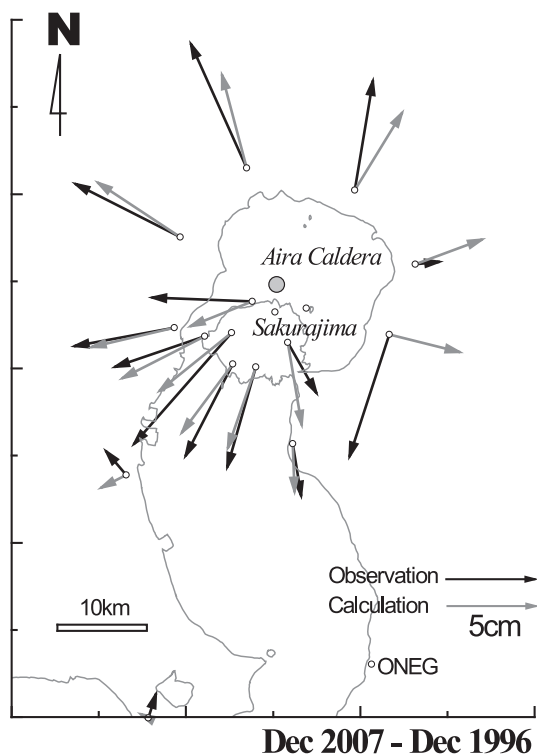 N
Aira Caldera
Sakurajima
Observation
Calculation
5cm
10km
ONEG
Dec 2007 - Dec 1996